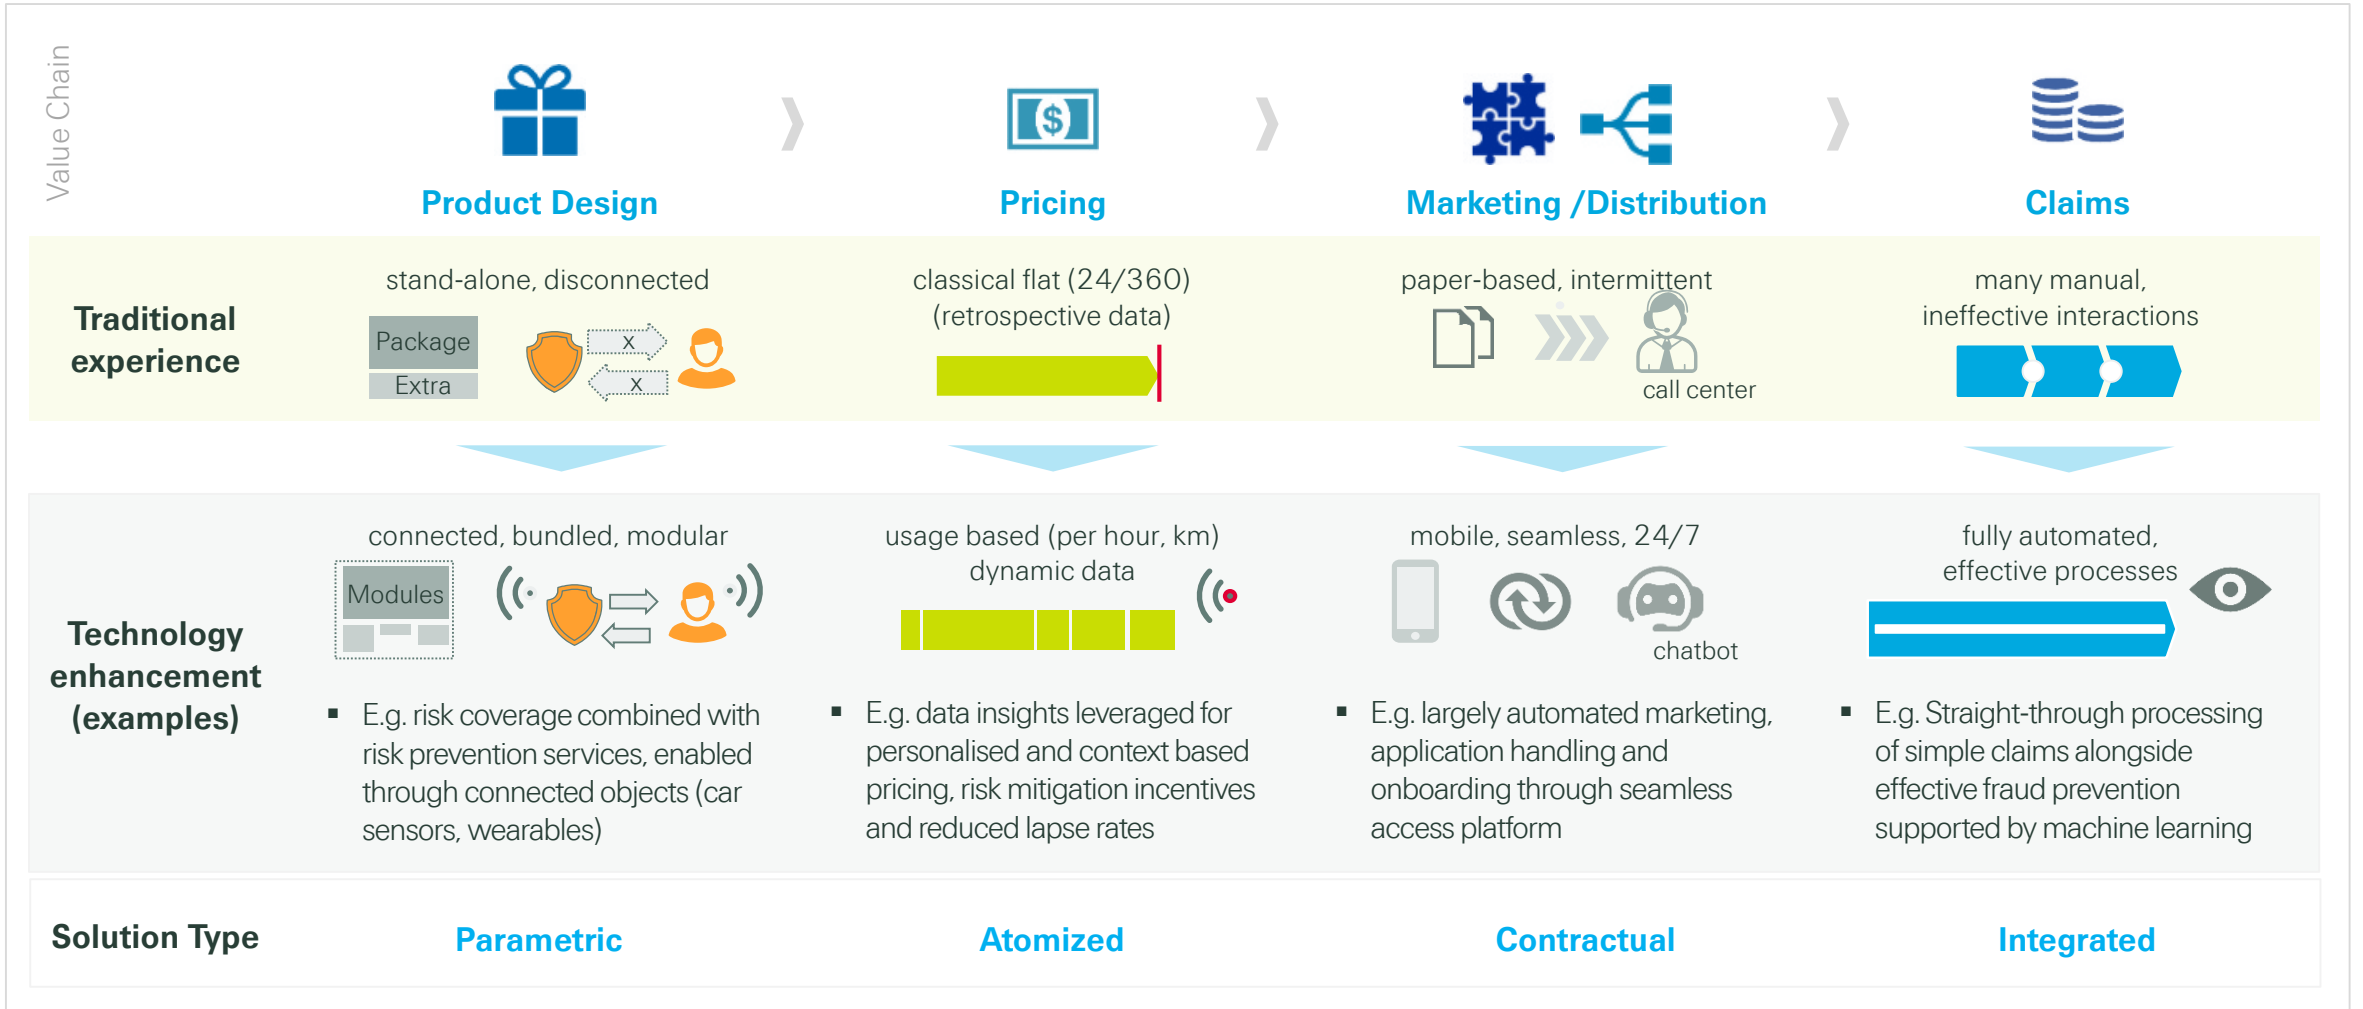 Value Chain
Product Design
Pricing
Marketing /Distribution
Claims
Traditional
experience
stand-alone, disconnected
Package
Extra
x
x
classical flat (24/360)
(retrospective data)
paper-based, intermittent
call center
many manual,
ineffective interactions
Technology
enhancement
(examples)
connected, bundled, modular
Modules
▪ E.g. risk coverage combined with
risk prevention services, enabled
through connected objects (car
sensors, wearables)
usage based (per hour, km)
dynamic data
▪ E.g. data insights leveraged for
personalised and context based
pricing, risk mitigation incentives
and reduced lapse rates
mobile, seamless, 24/7
chatbot
▪ E.g. largely automated marketing,
application handling and
onboarding through seamless
access platform
fully automated,
effective processes
▪ E.g. Straight-through processing
of simple claims alongside
effective fraud prevention
supported by machine learning
Solution Type
Parametric
Atomized
Contractual
Integrated